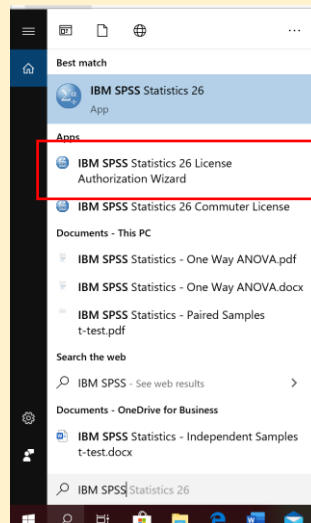 Best match
IBM SPSS Statistics 26
App
Apps
IBM SPSS Statistics 26 License
Authorization Wizard
IBM SPSS Statistics 26 Commuter License
Documents - This PC
IBM SPSS Statistics - One Way ANOVA.pdf
IBM SPSS Statistics - One Way ANOVA.docx
IBM SPSS Statistics - Paired Samples
t-test.pdf
Search the web
IBM SPSS - See web results
Documents - OneDrive for Business
IBM SPSS Statistics - Independent Samples
t-test.docx
IBM SPSS Statistics 26